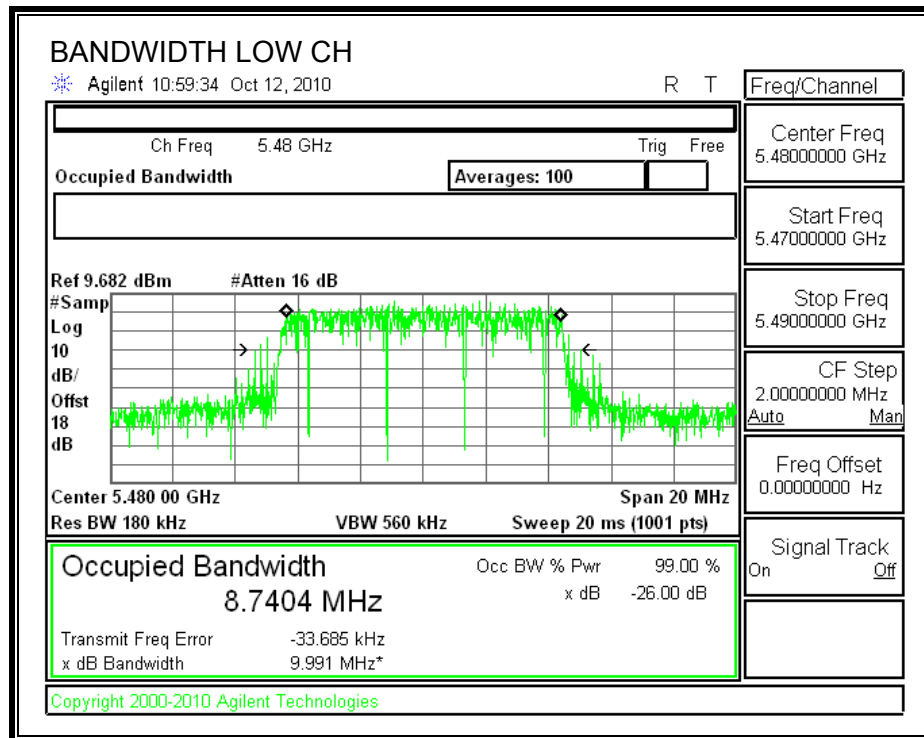 BANDWIDTH LOW CH
Agilent 10:59:34 Oct 12, 2010 R T
Freq/Channel
Ch Freq 5.48 GHz Trig Free
Occupied Bandwidth Averages: 100
Center Freq
5.48000000 GHz
Start Freq
5.47000000 GHz
Stop Freq
5.49000000 GHz
CF Step
2.00000000 MHz
Auto Man
Freq Offset
0.00000000 Hz
Signal Track
On Off
Ref 9.682 dBm #Atten 16 dB
#Samp
Log
10
dB/
Offst
18
dB
Center 5.480 00 GHz Span 20 MHz
Res BW 180 kHz VBW 560 kHz Sweep 20 ms (1001 pts)
Occupied Bandwidth
8.7404 MHz
Occ BW % Pwr 99.00 %
x dB -26.00 dB
Transmit Freq Error -33.685 kHz
x dB Bandwidth 9.991 MHz*
Copyright 2000-2010 Agilent Technologies